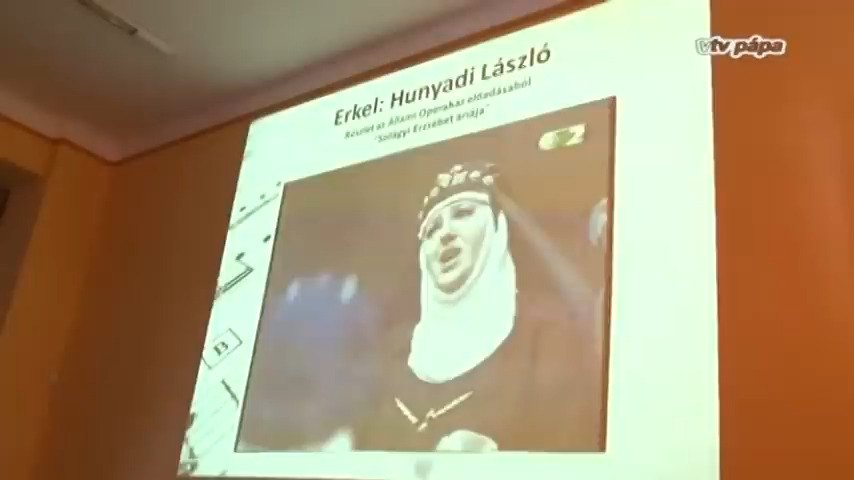 vtv pápa
Erkel: Hunyadi László
Részlet az Állami Operaház előadásából
"Szilágyi Erzsébet áriája"
B